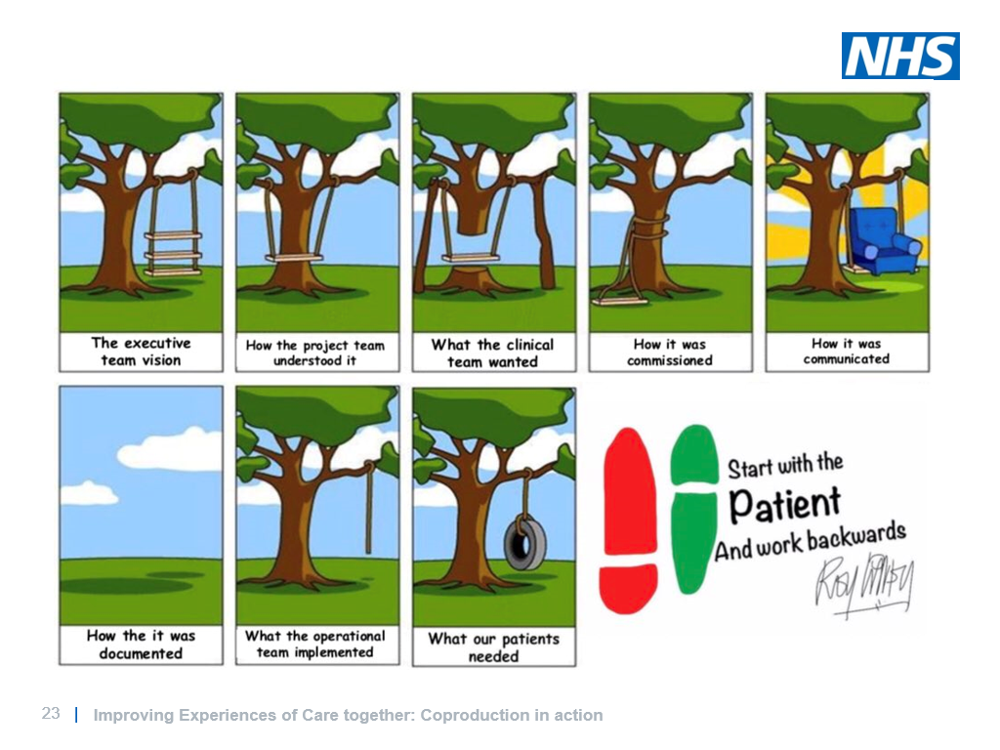 NHS
The executive
team vision
How the project team
understood it
What the clinical
team wanted
How it was
commissioned
How it was
communicated
How the it was
documented
What the operational
team implemented
What our patients
needed
Start with the
Patient
And work backwards
23 | Improving Experiences of Care together: Coproduction in action